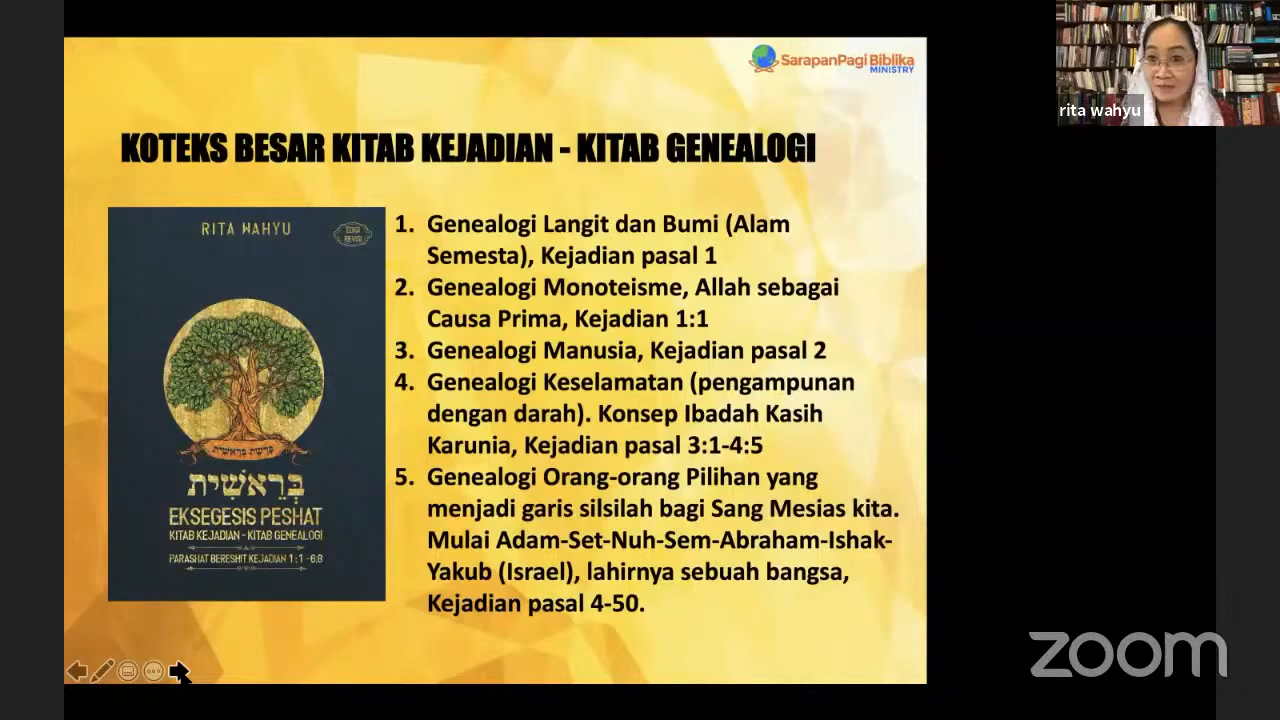 SarapanPagi Biblika
MINISTRY
rita wahyu
KOTEKS BESAR KITAB KEJADIAN - KITAB GENEALOGI
RITA WAHYU
EDISI
REVISI
פָּרָשַׁת בְּרֵאשִׁית
בְּרֵאשִׁית
EKSEGESIS PESHAT
KITAB KEJADIAN - KITAB GENEALOGI
PARASHAT BERESHIT KEJADIAN 1:1 - 6:8
1. Genealogi Langit dan Bumi (Alam
Semesta), Kejadian pasal 1
2. Genealogi Monoteisme, Allah sebagai
Causa Prima, Kejadian 1:1
3. Genealogi Manusia, Kejadian pasal 2
4. Genealogi Keselamatan (pengampunan
dengan darah). Konsep Ibadah Kasih
Karunia, Kejadian pasal 3:1-4:5
5. Genealogi Orang-orang Pilihan yang
menjadi garis silsilah bagi Sang Mesias kita.
Mulai Adam-Set-Nuh-Sem-Abraham-Ishak-
Yakub (Israel), lahirnya sebuah bangsa,
Kejadian pasal 4-50.
zoom